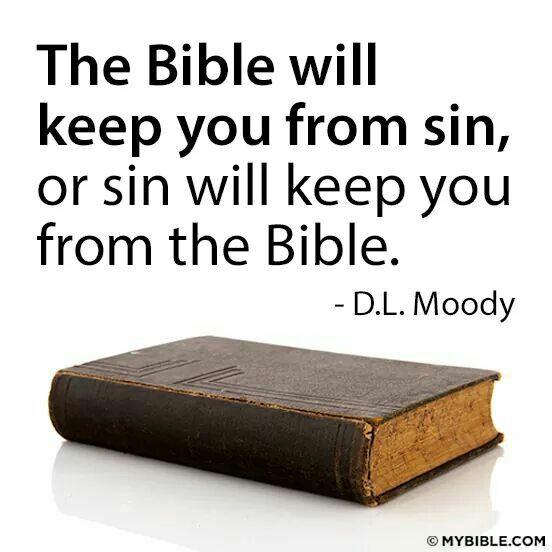 The Bible will
keep you from sin,
or sin will keep you
from the Bible.
- D.L. Moody
© MYBIBLE.COM